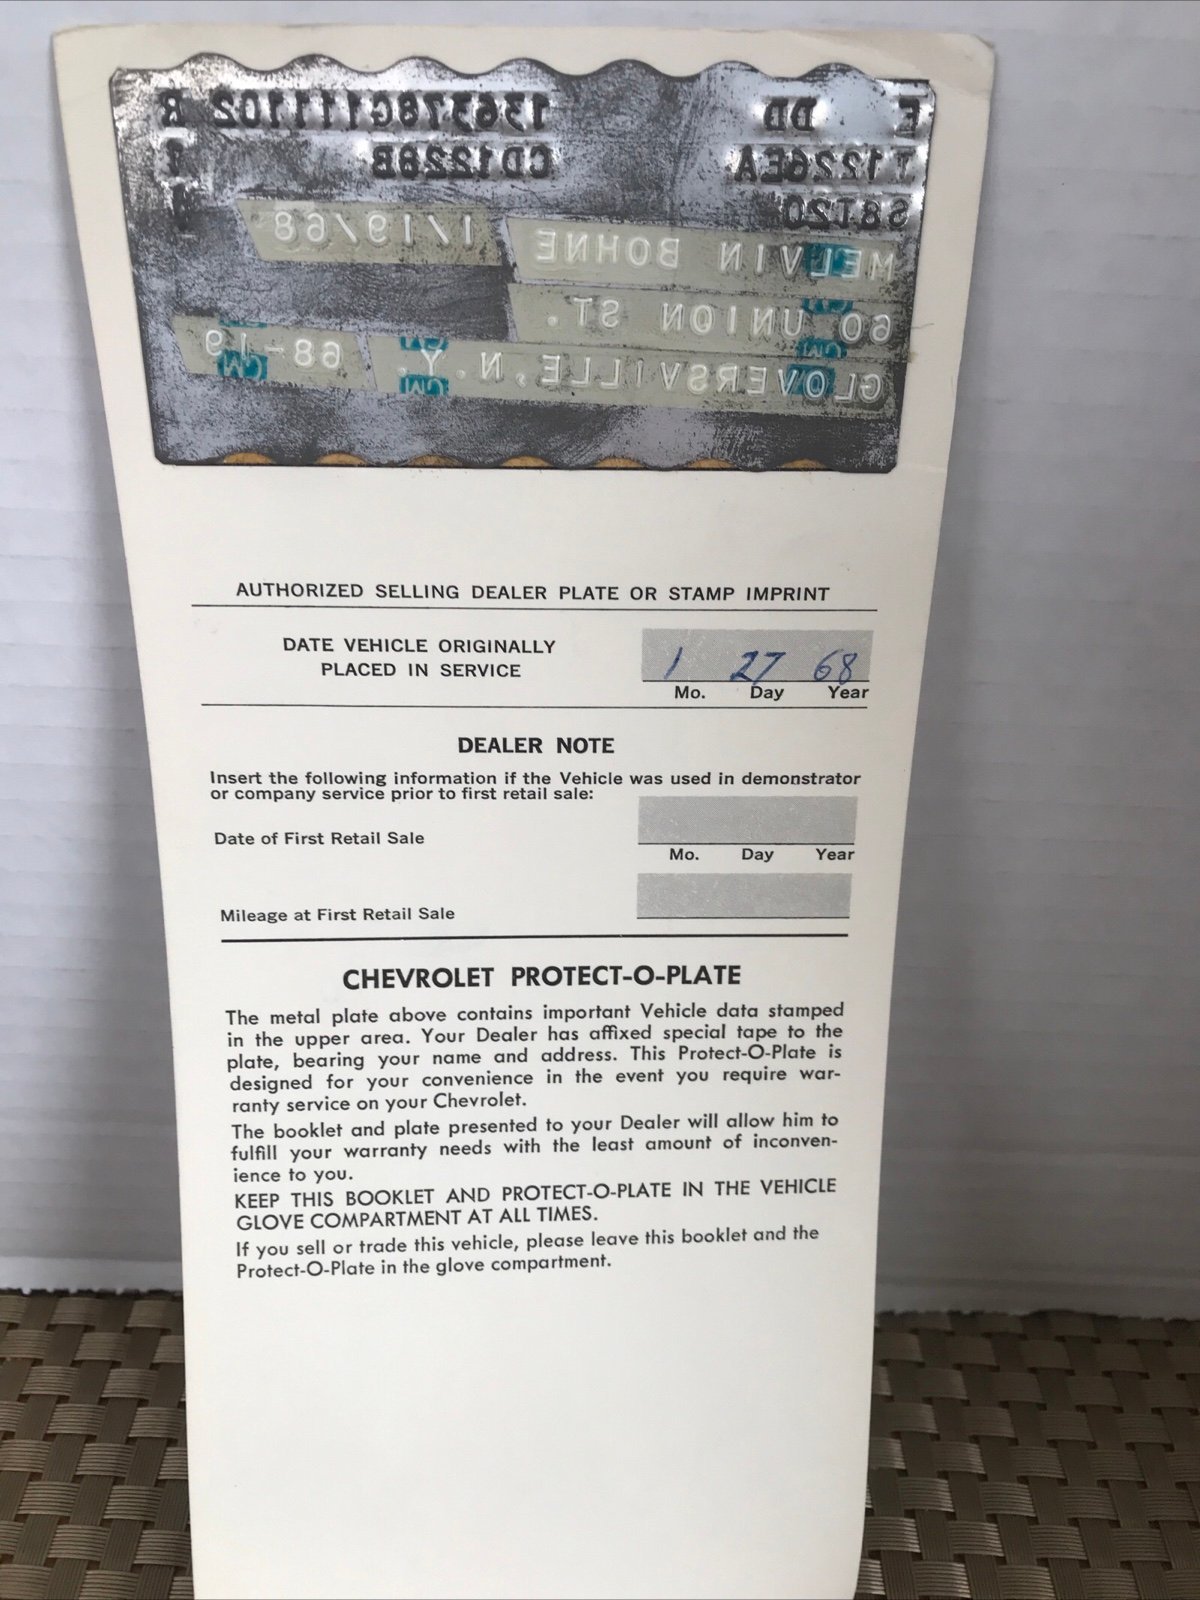 E DD 136378G111102 R
T1226EA CD1228B 1
S8T20
MELVIN BOHNE 1/19/68
60 UNION ST.
GLOVERSVILLE, N.Y. 68-19
AUTHORIZED SELLING DEALER PLATE OR STAMP IMPRINT
DATE VEHICLE ORIGINALLY
PLACED IN SERVICE
1 27 68
Mo. Day Year
DEALER NOTE
Insert the following information if the Vehicle was used in demonstrator
or company service prior to first retail sale:
Date of First Retail Sale
Mo. Day Year
Mileage at First Retail Sale
CHEVROLET PROTECT-O-PLATE
The metal plate above contains important Vehicle data stamped
in the upper area. Your Dealer has affixed special tape to the
plate, bearing your name and address. This Protect-O-Plate is
designed for your convenience in the event you require war-
ranty service on your Chevrolet.
The booklet and plate presented to your Dealer will allow him to
fulfill your warranty needs with the least amount of inconven-
ience to you.
KEEP THIS BOOKLET AND PROTECT-O-PLATE IN THE VEHICLE
GLOVE COMPARTMENT AT ALL TIMES.
If you sell or trade this vehicle, please leave this booklet and the
Protect-O-Plate in the glove compartment.